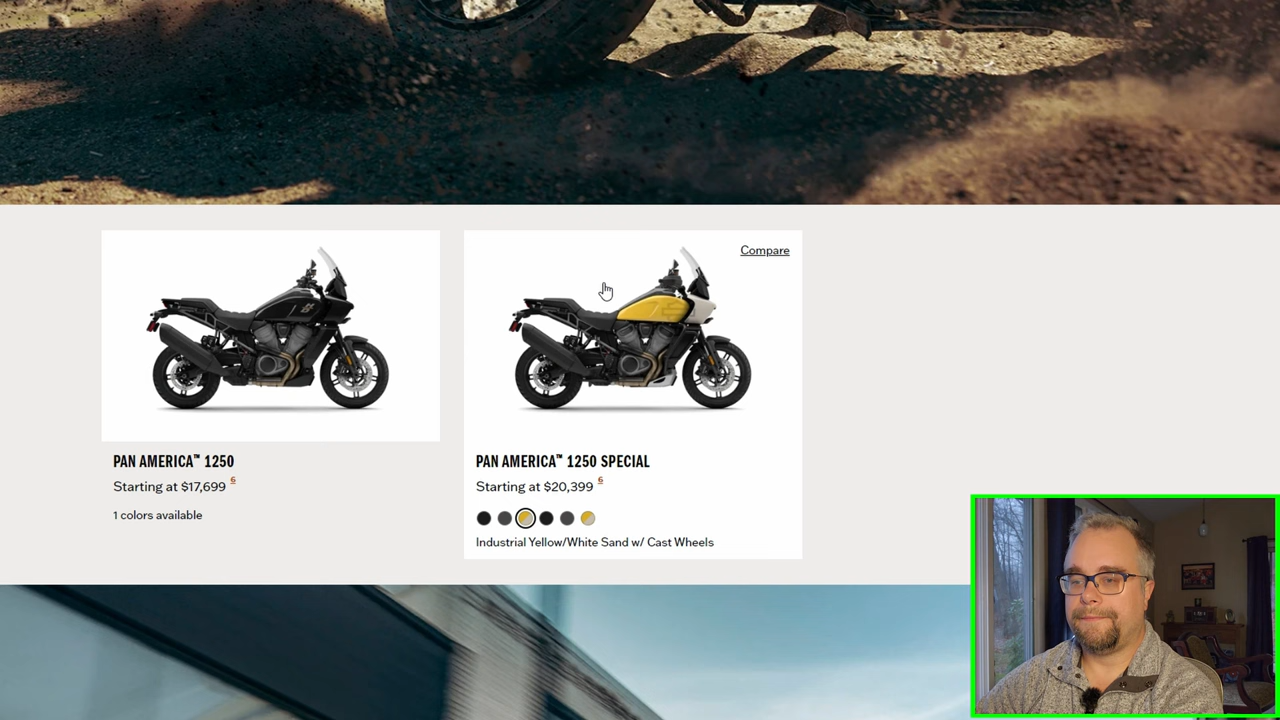 Compare
PAN AMERICA™ 1250
Starting at $17,699 6
1 colors available
PAN AMERICA™ 1250 SPECIAL
Starting at $20,399 6
Industrial Yellow/White Sand w/ Cast Wheels